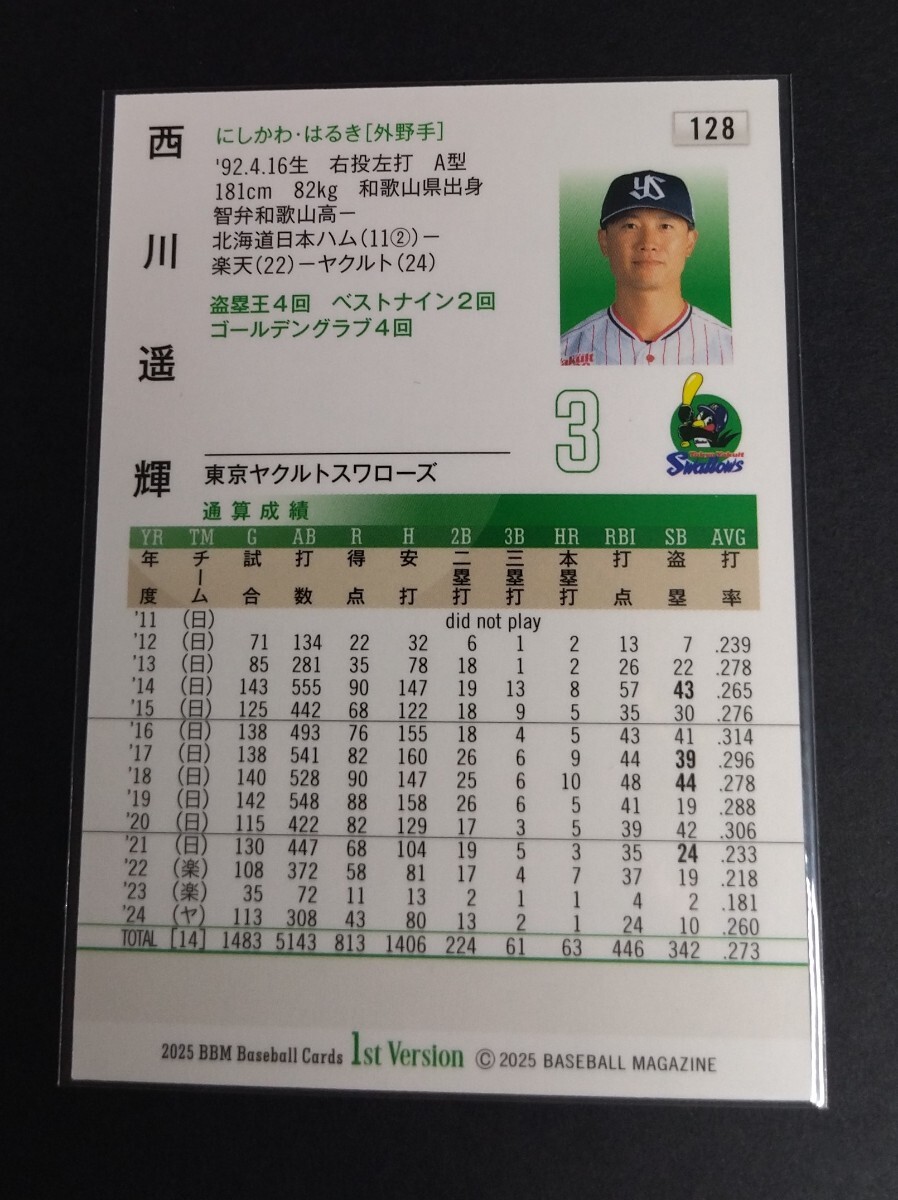 128
西川遥輝
にしかわ・はるき[外野手]
'92.4.16生 右投左打 A型
181cm 82kg 和歌山県出身
智弁和歌山高ー
北海道日本ハム(11②)ー
楽天(22)ーヤクルト(24)
盗塁王4回 ベストナイン2回
ゴールデングラブ4回
3
Swallows
東京ヤクルトスワローズ
通算成績
YR TM G AB R H 2B 3B HR RBI SB AVG
年度 チーム 試合 打数 得点 安打 二塁打 三塁打 本塁打 打点 盗塁 打率
'11 (日) did not play
'12 (日) 71 134 22 32 6 1 2 13 7 .239
'13 (日) 85 281 35 78 18 1 2 26 22 .278
'14 (日) 143 555 90 147 19 13 8 57 43 .265
'15 (日) 125 442 68 122 18 9 5 35 30 .276
'16 (日) 138 493 76 155 18 4 5 43 41 .314
'17 (日) 138 541 82 160 26 6 9 44 39 .296
'18 (日) 140 528 90 147 25 6 10 48 44 .278
'19 (日) 142 548 88 158 26 6 5 41 19 .288
'20 (日) 115 422 82 129 17 3 5 39 42 .306
'21 (日) 130 447 68 104 19 5 3 35 24 .233
'22 (楽) 108 372 58 81 17 4 7 37 19 .218
'23 (楽) 35 72 11 13 2 1 1 4 2 .181
'24 (ヤ) 113 308 43 80 13 2 1 24 10 .260
TOTAL [14] 1483 5143 813 1406 224 61 63 446 342 .273
2025 BBM Baseball Cards 1st Version ©2025 BASEBALL MAGAZINE